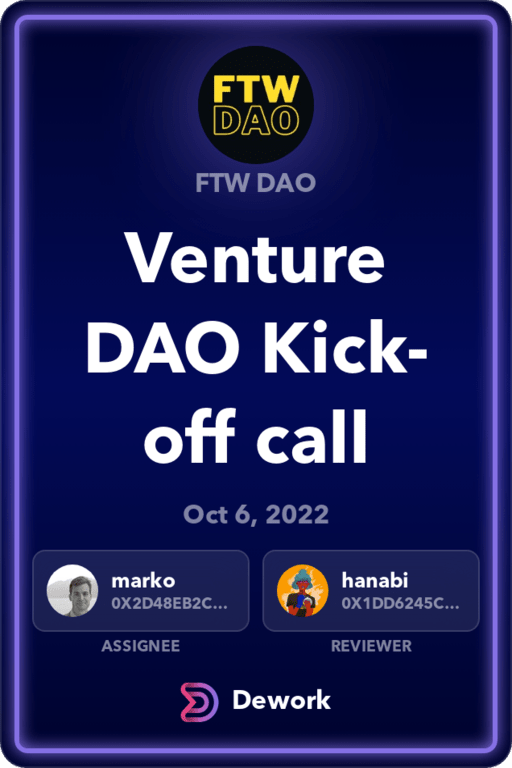 FTW
DAO
FTW DAO
Venture
DAO Kick-
off call
Oct 6, 2022
marko
0X2D48EB2C...
hanabi
0X1DD6245C...
ASSIGNEE
REVIEWER
Dework